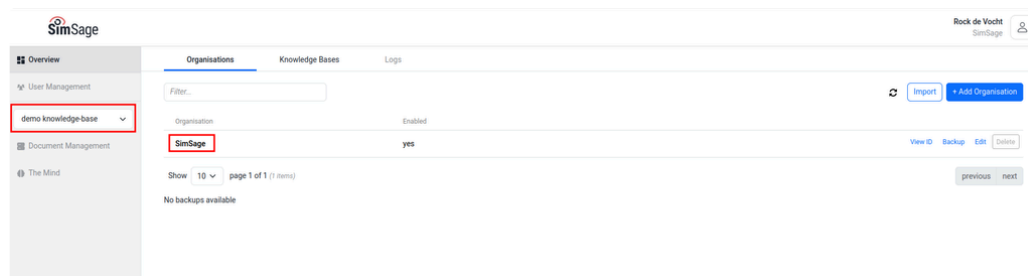 SimSage
Rock de Vocht
SimSage
Overview
User Management
demo knowledge-base
Document Management
The Mind
Organisations Knowledge Bases Logs
Filter...
Import + Add Organisation
Organisation Enabled
SimSage yes View ID Backup Edit Delete
Show 10 page 1 of 1 (1 items) previous next
No backups available